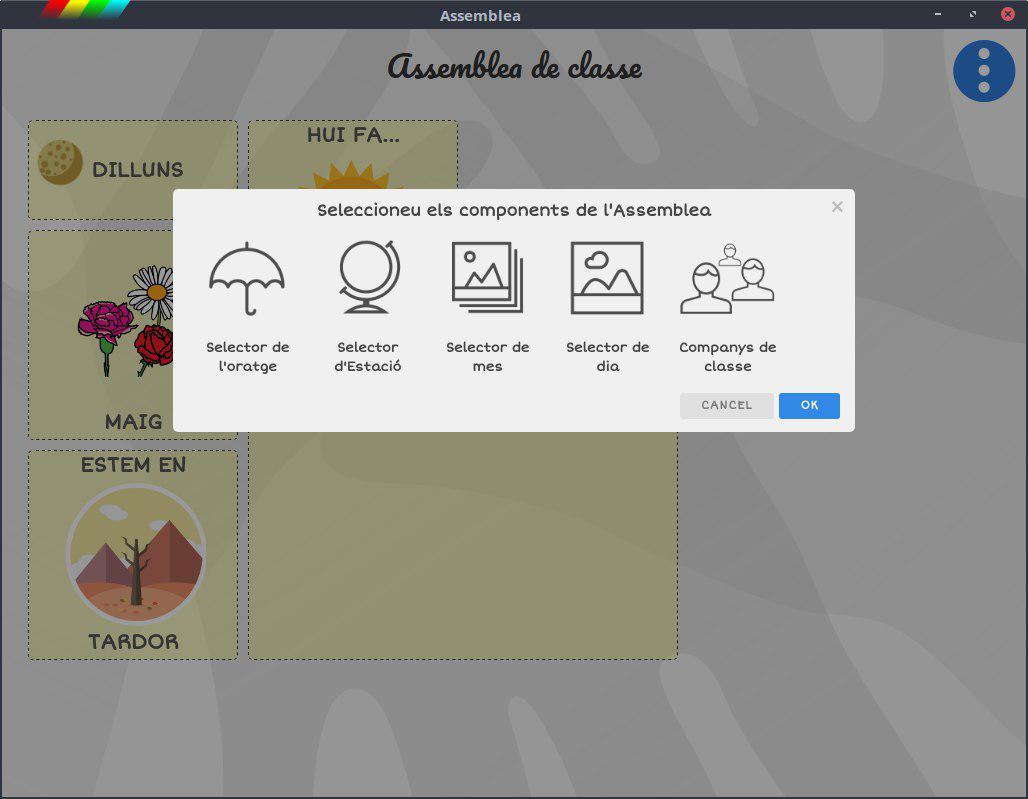 Assemblea
Assemblea de classe
HUI FA...
DILLUNS
Seleccioneu els components de l'Assemblea
Selector de
l'oratge
Selector
d'Estació
Selector de
mes
Selector de
dia
Companys de
classe
CANCEL
OK
MAIG
ESTEM EN
TARDOR